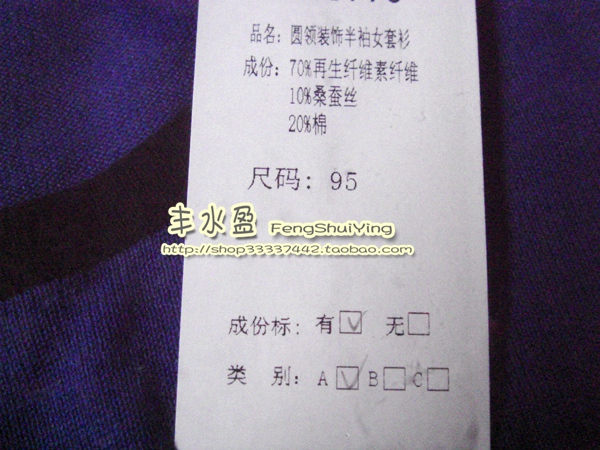 品名：圆领装饰半袖女套衫
成份：70%再生纤维素纤维
10%桑蚕丝
20%棉
尺码：95
丰水盈 FengShuiYing
http://shop33337442.taobao.com
成份标：有 无
类 别：A B C